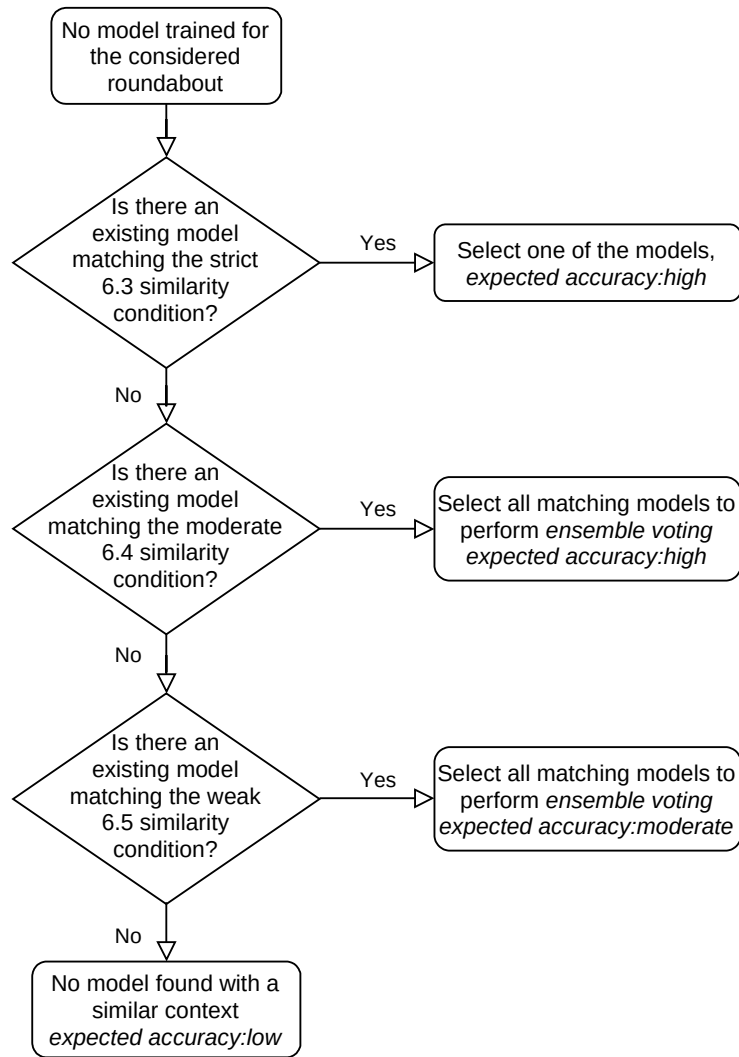 No model trained for
the considered
roundabout
Is there an
existing model
matching the strict
6.3 similarity
condition?
Yes
Select one of the models,
expected accuracy:high
No
Is there an
existing model
matching the moderate
6.4 similarity
condition?
Yes
Select all matching models to
perform ensemble voting
expected accuracy:high
No
Is there an
existing model
matching the weak
6.5 similarity
condition?
Yes
Select all matching models to
perform ensemble voting
expected accuracy:moderate
No
No model found with a
similar context
expected accuracy:low